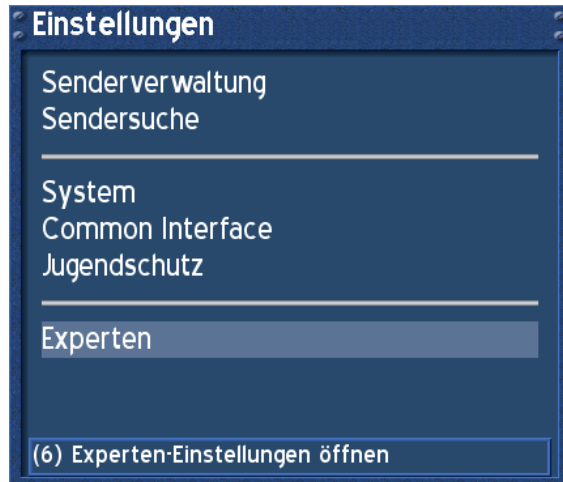 Einstellungen
Senderverwaltung
Sendersuche
System
Common Interface
Jugendschutz
Experten
(6) Experten-Einstellungen öffnen